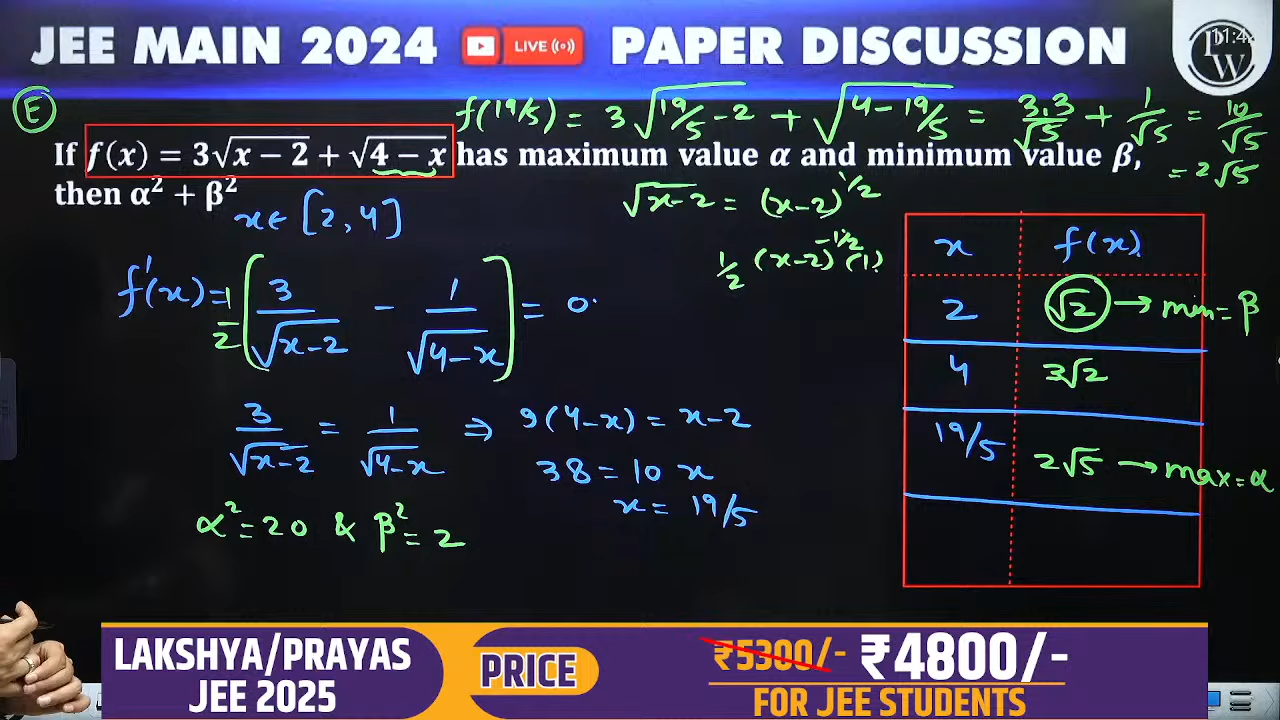 JEE MAIN 2024 LIVE PAPER DISCUSSION
11:42
W
E
f(19/5) = 3√(19/5 - 2) + √(4 - 19/5) = 3.3/√5 + 1/√5 = 10/√5
= 2√5
If f(x) = 3√(x − 2) + √(4 − x) has maximum value α and minimum value β,
then α² + β²
x ∈ [2, 4]
√(x-2) = (x-2)^1/2
1/2 (x-2)^-1/2 (1)
f'(x) = 1/2 [3/√(x-2) - 1/√(4-x)] = 0
3/√(x-2) = 1/√(4-x) ⇒ 9(4-x) = x-2
38 = 10 x
x = 19/5
α² = 20 & β² = 2
x f(x)
2 √2 → min = β
4 3√2
19/5 2√5 → max = α
LAKSHYA/PRAYAS
JEE 2025
PRICE
₹5300/- ₹4800/-
FOR JEE STUDENTS